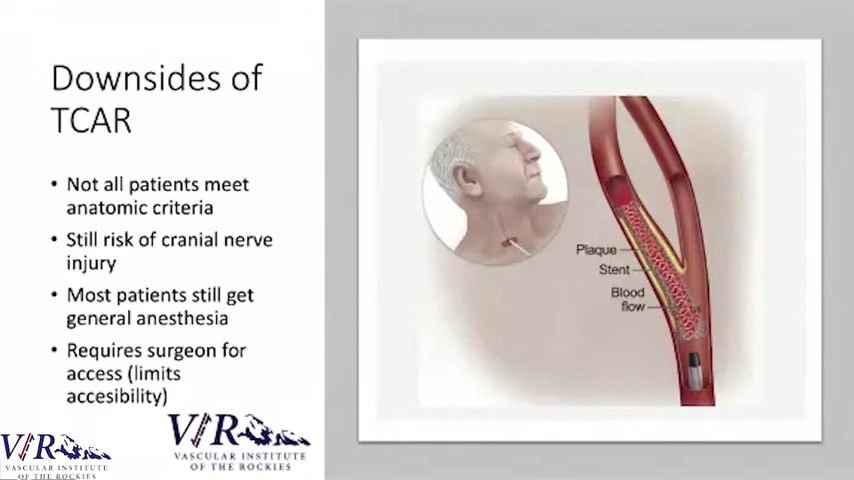 Downsides of
TCAR
• Not all patients meet
anatomic criteria
• Still risk of cranial nerve
injury
• Most patients still get
general anesthesia
• Requires surgeon for
access (limits
accesibility)
Plaque
Stent
Blood
flow
VIR
VASCULAR INSTITUTE
OF THE ROCKIES
VIR
VASCULAR INSTITUTE
OF THE ROCKIES